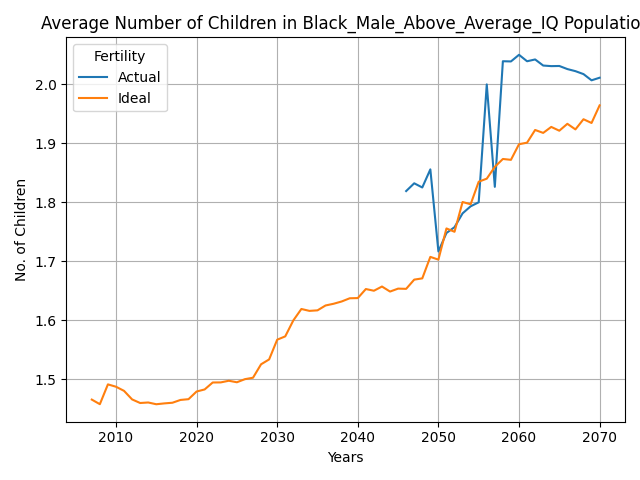 Average Number of Children in Black_Male_Above_Average_IQ Populatio
Fertility
Actual
Ideal
2.0
1.9
1.8
1.7
1.6
1.5
No. of Children
2010 2020 2030 2040 2050 2060 2070
Years